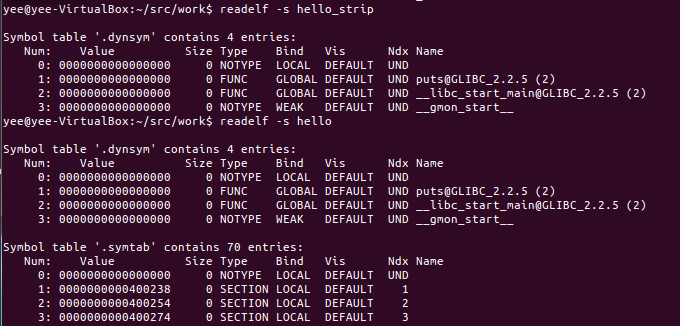 yee@yee-VirtualBox:~/src/work$ readelf -s hello_strip
Symbol table '.dynsym' contains 4 entries:
Num: Value Size Type Bind Vis Ndx Name
0: 0000000000000000 0 NOTYPE LOCAL DEFAULT UND
1: 0000000000000000 0 FUNC GLOBAL DEFAULT UND puts@GLIBC_2.2.5 (2)
2: 0000000000000000 0 FUNC GLOBAL DEFAULT UND __libc_start_main@GLIBC_2.2.5 (2)
3: 0000000000000000 0 NOTYPE WEAK DEFAULT UND __gmon_start__
yee@yee-VirtualBox:~/src/work$ readelf -s hello
Symbol table '.dynsym' contains 4 entries:
Num: Value Size Type Bind Vis Ndx Name
0: 0000000000000000 0 NOTYPE LOCAL DEFAULT UND
1: 0000000000000000 0 FUNC GLOBAL DEFAULT UND puts@GLIBC_2.2.5 (2)
2: 0000000000000000 0 FUNC GLOBAL DEFAULT UND __libc_start_main@GLIBC_2.2.5 (2)
3: 0000000000000000 0 NOTYPE WEAK DEFAULT UND __gmon_start__
Symbol table '.symtab' contains 70 entries:
Num: Value Size Type Bind Vis Ndx Name
0: 0000000000000000 0 NOTYPE LOCAL DEFAULT UND
1: 0000000000400238 0 SECTION LOCAL DEFAULT 1
2: 0000000000400254 0 SECTION LOCAL DEFAULT 2
3: 0000000000400274 0 SECTION LOCAL DEFAULT 3